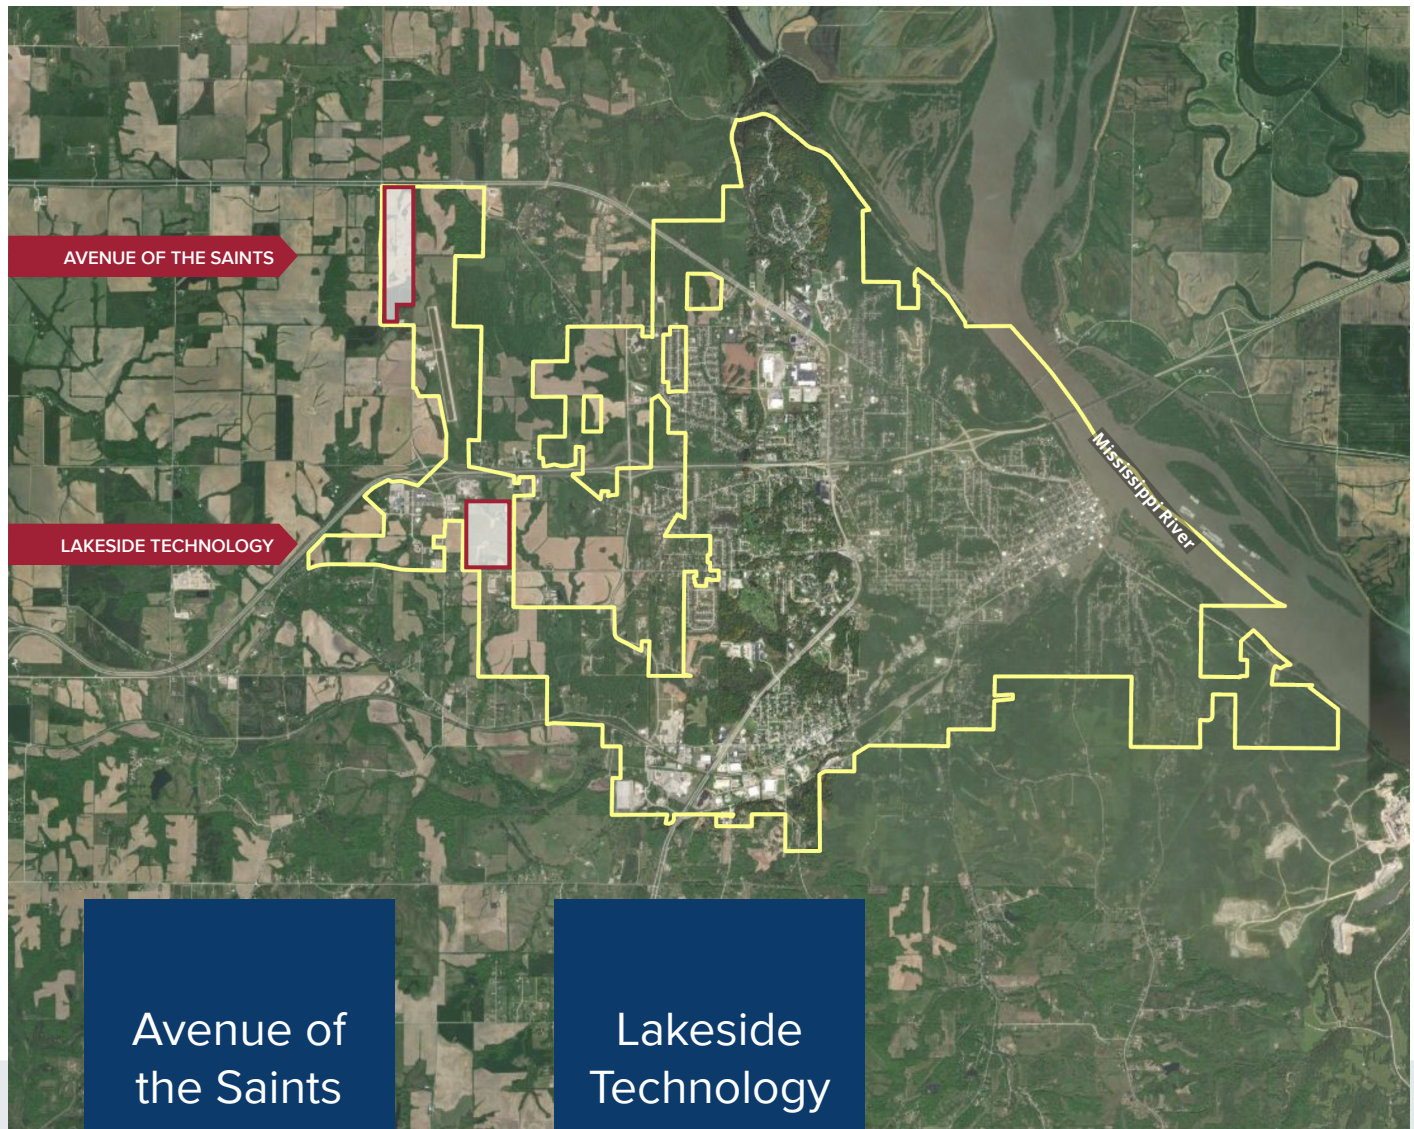 AVENUE OF THE SAINTS
Mississippi River
LAKESIDE TECHNOLOGY
Avenue of
the Saints
Lakeside
Technology